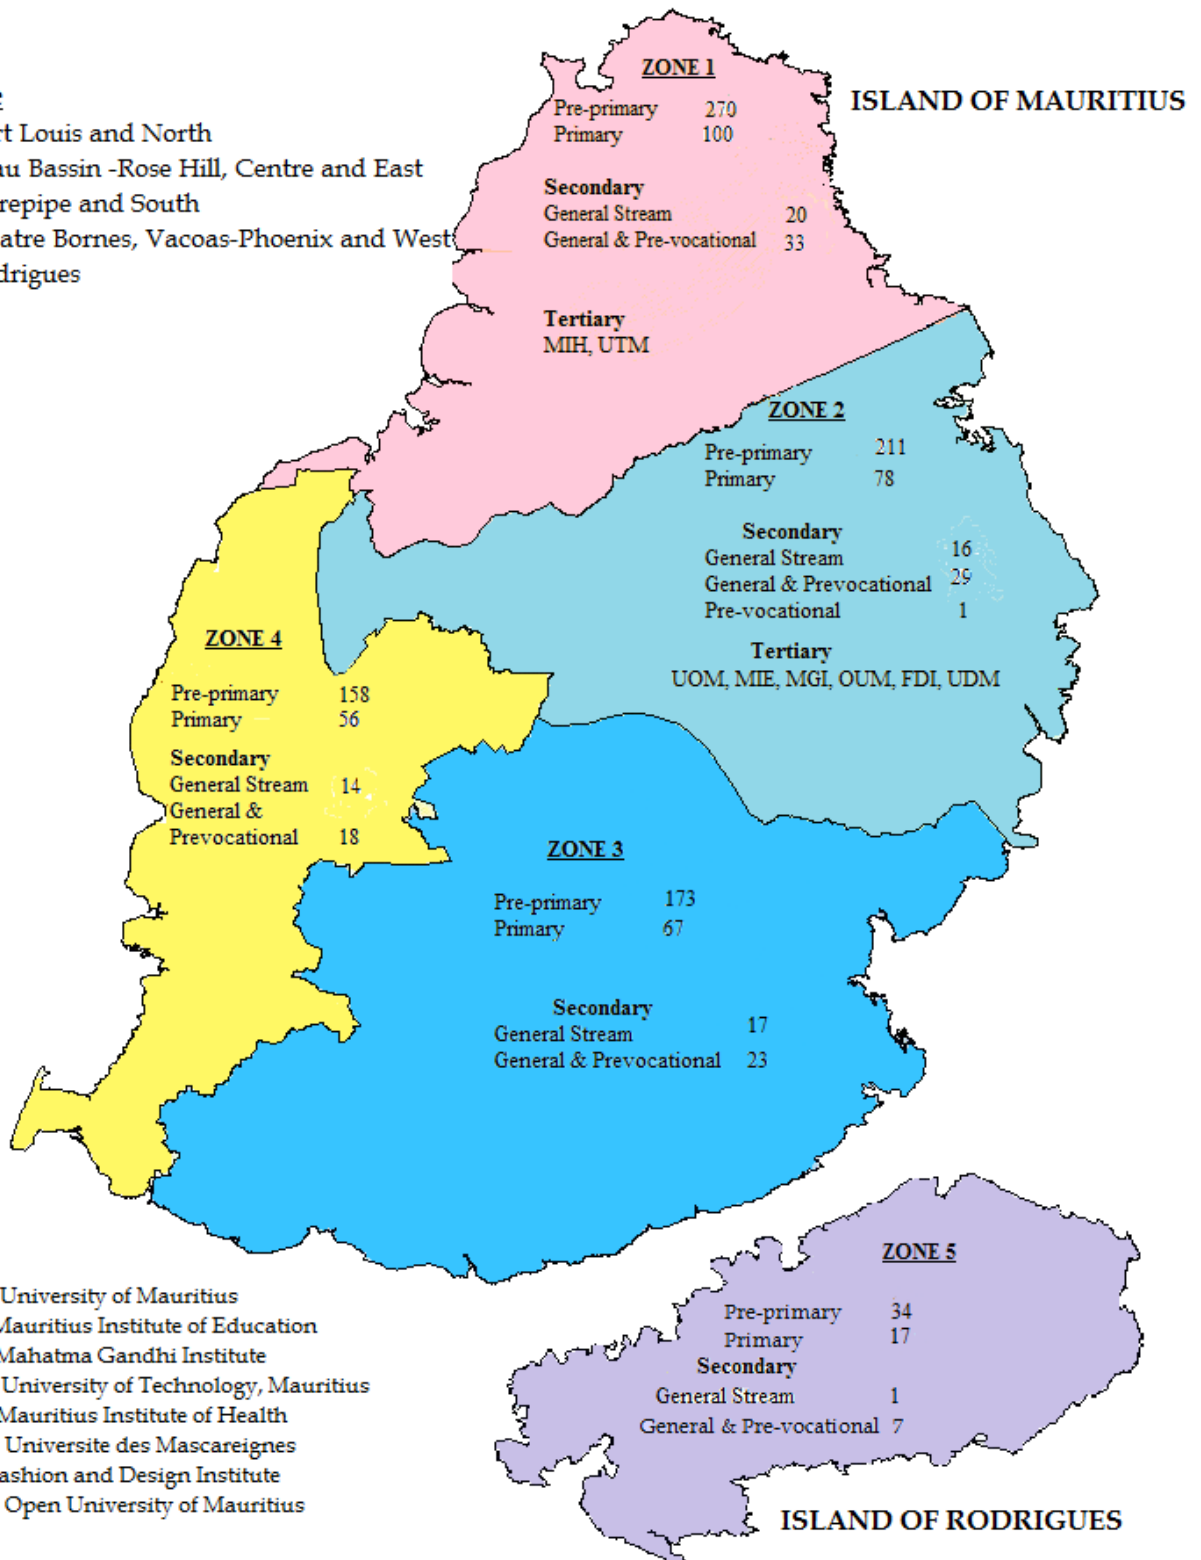 ZONE 1
ISLAND OF MAURITIUS
Pre-primary 270
Primary 100
Secondary
General Stream 20
General & Pre-vocational 33
Tertiary
MIH, UTM
rt Louis and North
au Bassin -Rose Hill, Centre and East
repipe and South
atre Bornes, Vacoas-Phoenix and West
drigues
ZONE 2
Pre-primary 211
Primary 78
Secondary
General Stream 16
General & Prevocational 29
Pre-vocational 1
Tertiary
UOM, MIE, MGI, OUM, FDI, UDM
ZONE 4
Pre-primary 158
Primary 56
Secondary
General Stream 14
General &
Prevocational 18
ZONE 3
Pre-primary 173
Primary 67
Secondary
General Stream 17
General & Prevocational 23
ZONE 5
Pre-primary 34
Primary 17
Secondary
General Stream 1
General & Pre-vocational 7
ISLAND OF RODRIGUES
University of Mauritius
Mauritius Institute of Education
Mahatma Gandhi Institute
University of Technology, Mauritius
Mauritius Institute of Health
Universite des Mascareignes
ashion and Design Institute
Open University of Mauritius